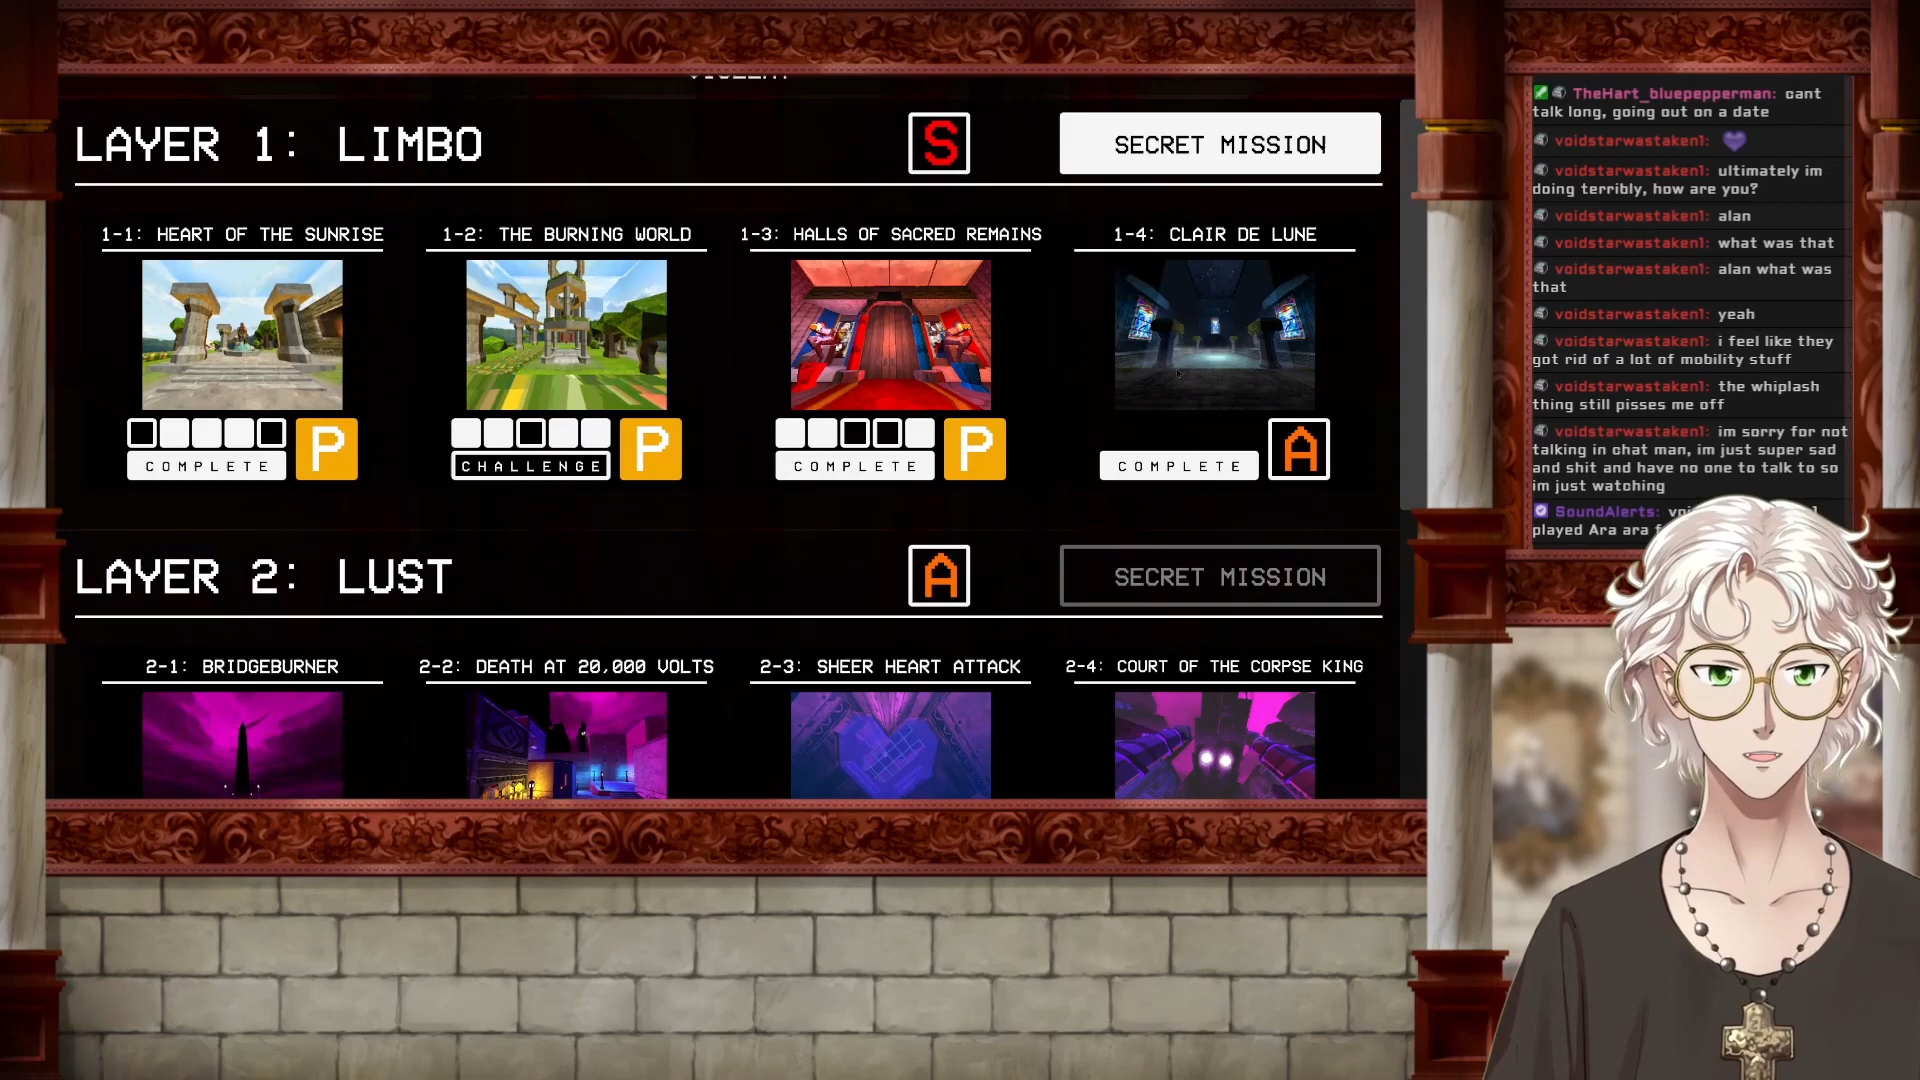 LAYER 1: LIMBO
S
SECRET MISSION
1-1: HEART OF THE SUNRISE
1-2: THE BURNING WORLD
1-3: HALLS OF SACRED REMAINS
1-4: CLAIR DE LUNE
COMPLETE
P
CHALLENGE
P
COMPLETE
P
COMPLETE
A
LAYER 2: LUST
A
SECRET MISSION
2-1: BRIDGEBURNER
2-2: DEATH AT 20,000 VOLTS
2-3: SHEER HEART ATTACK
2-4: COURT OF THE CORPSE KING
TheHart_bluepepperman: cant
talk long, going out on a date
voidstarwastaken1:
voidstarwastaken1: ultimately im
doing terribly, how are you?
voidstarwastaken1: alan
voidstarwastaken1: what was that
voidstarwastaken1: alan what was
that
voidstarwastaken1: yeah
voidstarwastaken1: i feel like they
got rid of a lot of mobility stuff
voidstarwastaken1: the whiplash
thing still pisses me off
voidstarwastaken1: im sorry for not
talking in chat man, im just super sad
and shit and have no one to talk to so
im just watching
SoundAlerts:
played Ara ara